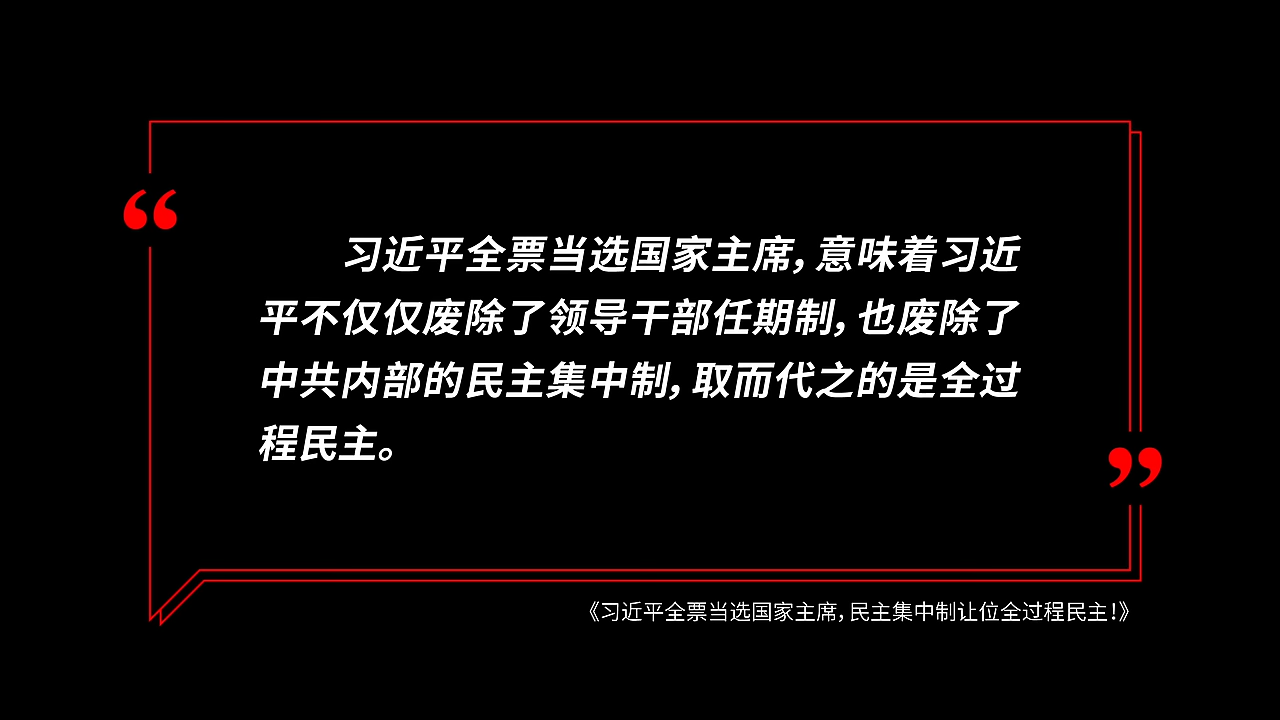 “
习近平全票当选国家主席，意味着习近
平不仅仅废除了领导干部任期制，也废除了
中共内部的民主集中制，取而代之的是全过
程民主。
”
《习近平全票当选国家主席，民主集中制让位全过程民主！》